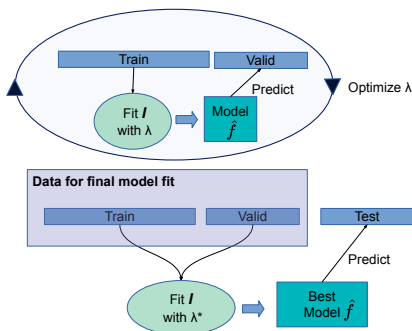 Train
Valid
Predict
Optimize λ
Fit I
with λ
Model
f̂
Data for final model fit
Train
Valid
Test
Predict
Fit I
with λ*
Best
Model f̂